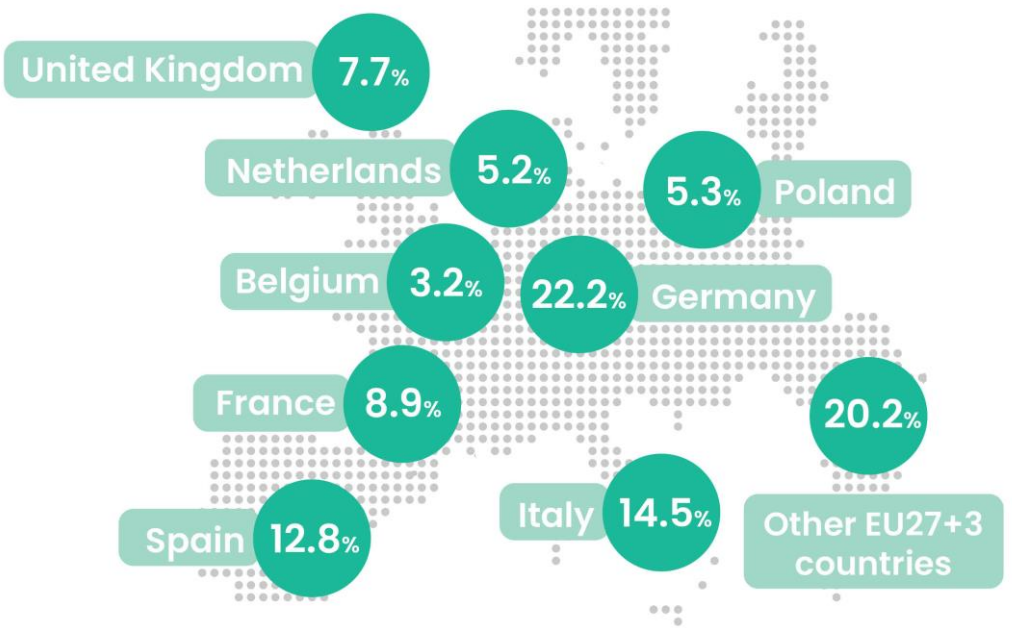 United Kingdom 7.7%
Netherlands 5.2%
5.3% Poland
Belgium 3.2%
22.2% Germany
France 8.9%
20.2%
Other EU27+3
countries
Italy 14.5%
Spain 12.8%